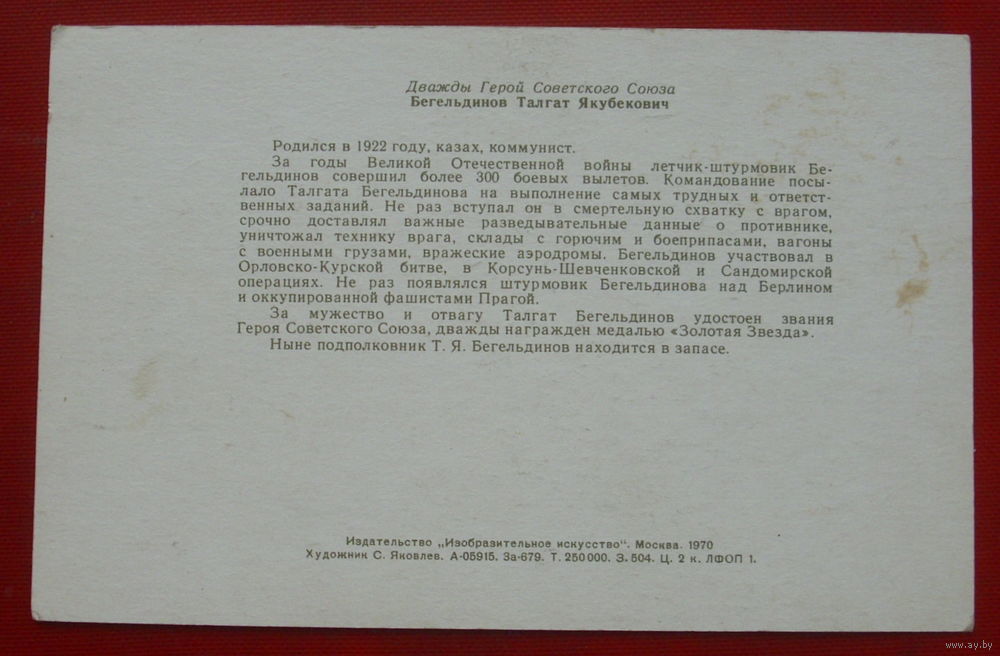 Дважды Герой Советского Союза
Бегельдинов Талгат Якубекович
Родился в 1922 году, казах, коммунист.
За годы Великой Отечественной войны летчик-штурмовик Бе-
гельдинов совершил более 300 боевых вылетов. Командование посы-
лало Талгата Бегельдинова на выполнение самых трудных и ответст-
венных заданий. Не раз вступал он в смертельную схватку с врагом,
срочно доставлял важные разведывательные данные о противнике,
уничтожал технику врага, склады с горючим и боеприпасами, вагоны
с военными грузами, вражеские аэродромы. Бегельдинов участвовал в
Орловско-Курской битве, в Корсунь-Шевченковской и Сандомирской
операциях. Не раз появлялся штурмовик Бегельдинова над Берлином
и оккупированной фашистами Прагой.
За мужество и отвагу Талгат Бегельдинов удостоен звания
Героя Советского Союза, дважды награжден медалью «Золотая Звезда».
Ныне подполковник Т. Я. Бегельдинов находится в запасе.
Издательство „Изобразительное искусство“. Москва. 1970
Художник С. Яковлев. А-05915. За-679. Т. 250000. З. 504. Ц. 2 к. ЛФОП 1.
www.ay.by